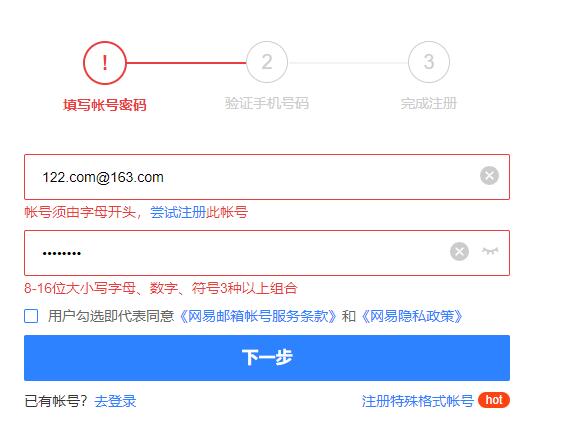 !
2
3
填写帐号密码
验证手机号码
完成注册
122.com@163.com
帐号须由字母开头，尝试注册此帐号
••••••••
8-16位大小写字母、数字、符号3种以上组合
用户勾选即代表同意《网易邮箱帐号服务条款》和《网易隐私政策》
下一步
已有帐号？去登录
注册特殊格式帐号 hot